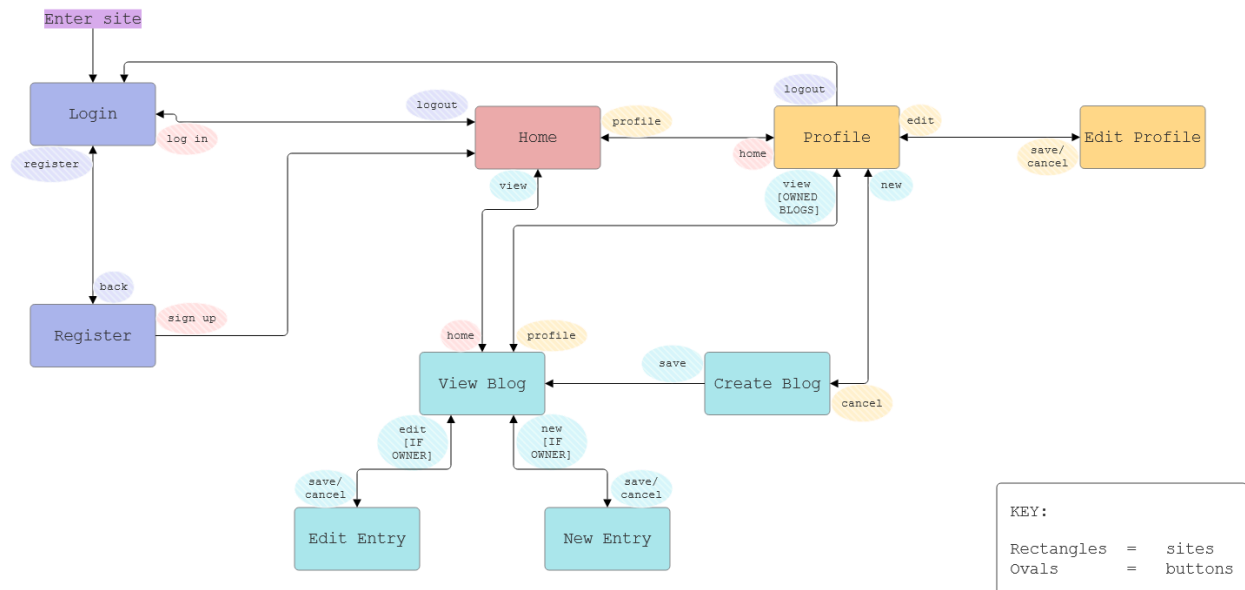 Enter site
Login
logout
log in
register
Home
profile
home
view
logout
Profile
edit
save/
cancel
Edit Profile
view
[OWNED
BLOGS]
new
back
Register
sign up
home
profile
View Blog
save
Create Blog
cancel
edit
[IF
OWNER]
new
[IF
OWNER]
save/
cancel
save/
cancel
Edit Entry
New Entry
KEY:
Rectangles = sites
Ovals = buttons